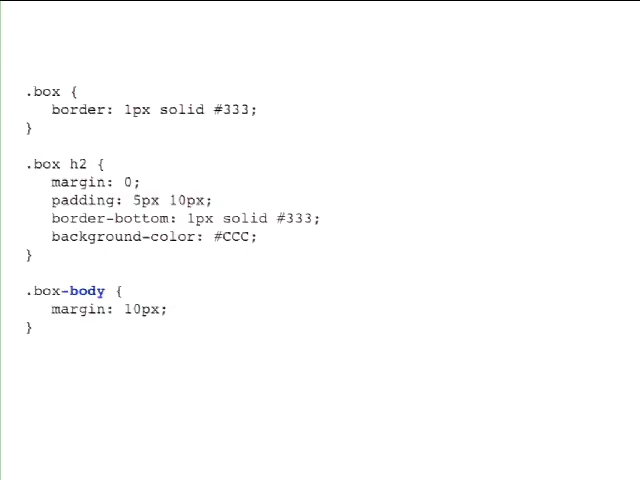 .box {
border: 1px solid #333;
}
.box h2 {
margin: 0;
padding: 5px 10px;
border-bottom: 1px solid #333;
background-color: #CCC;
}
.box-body {
margin: 10px;
}